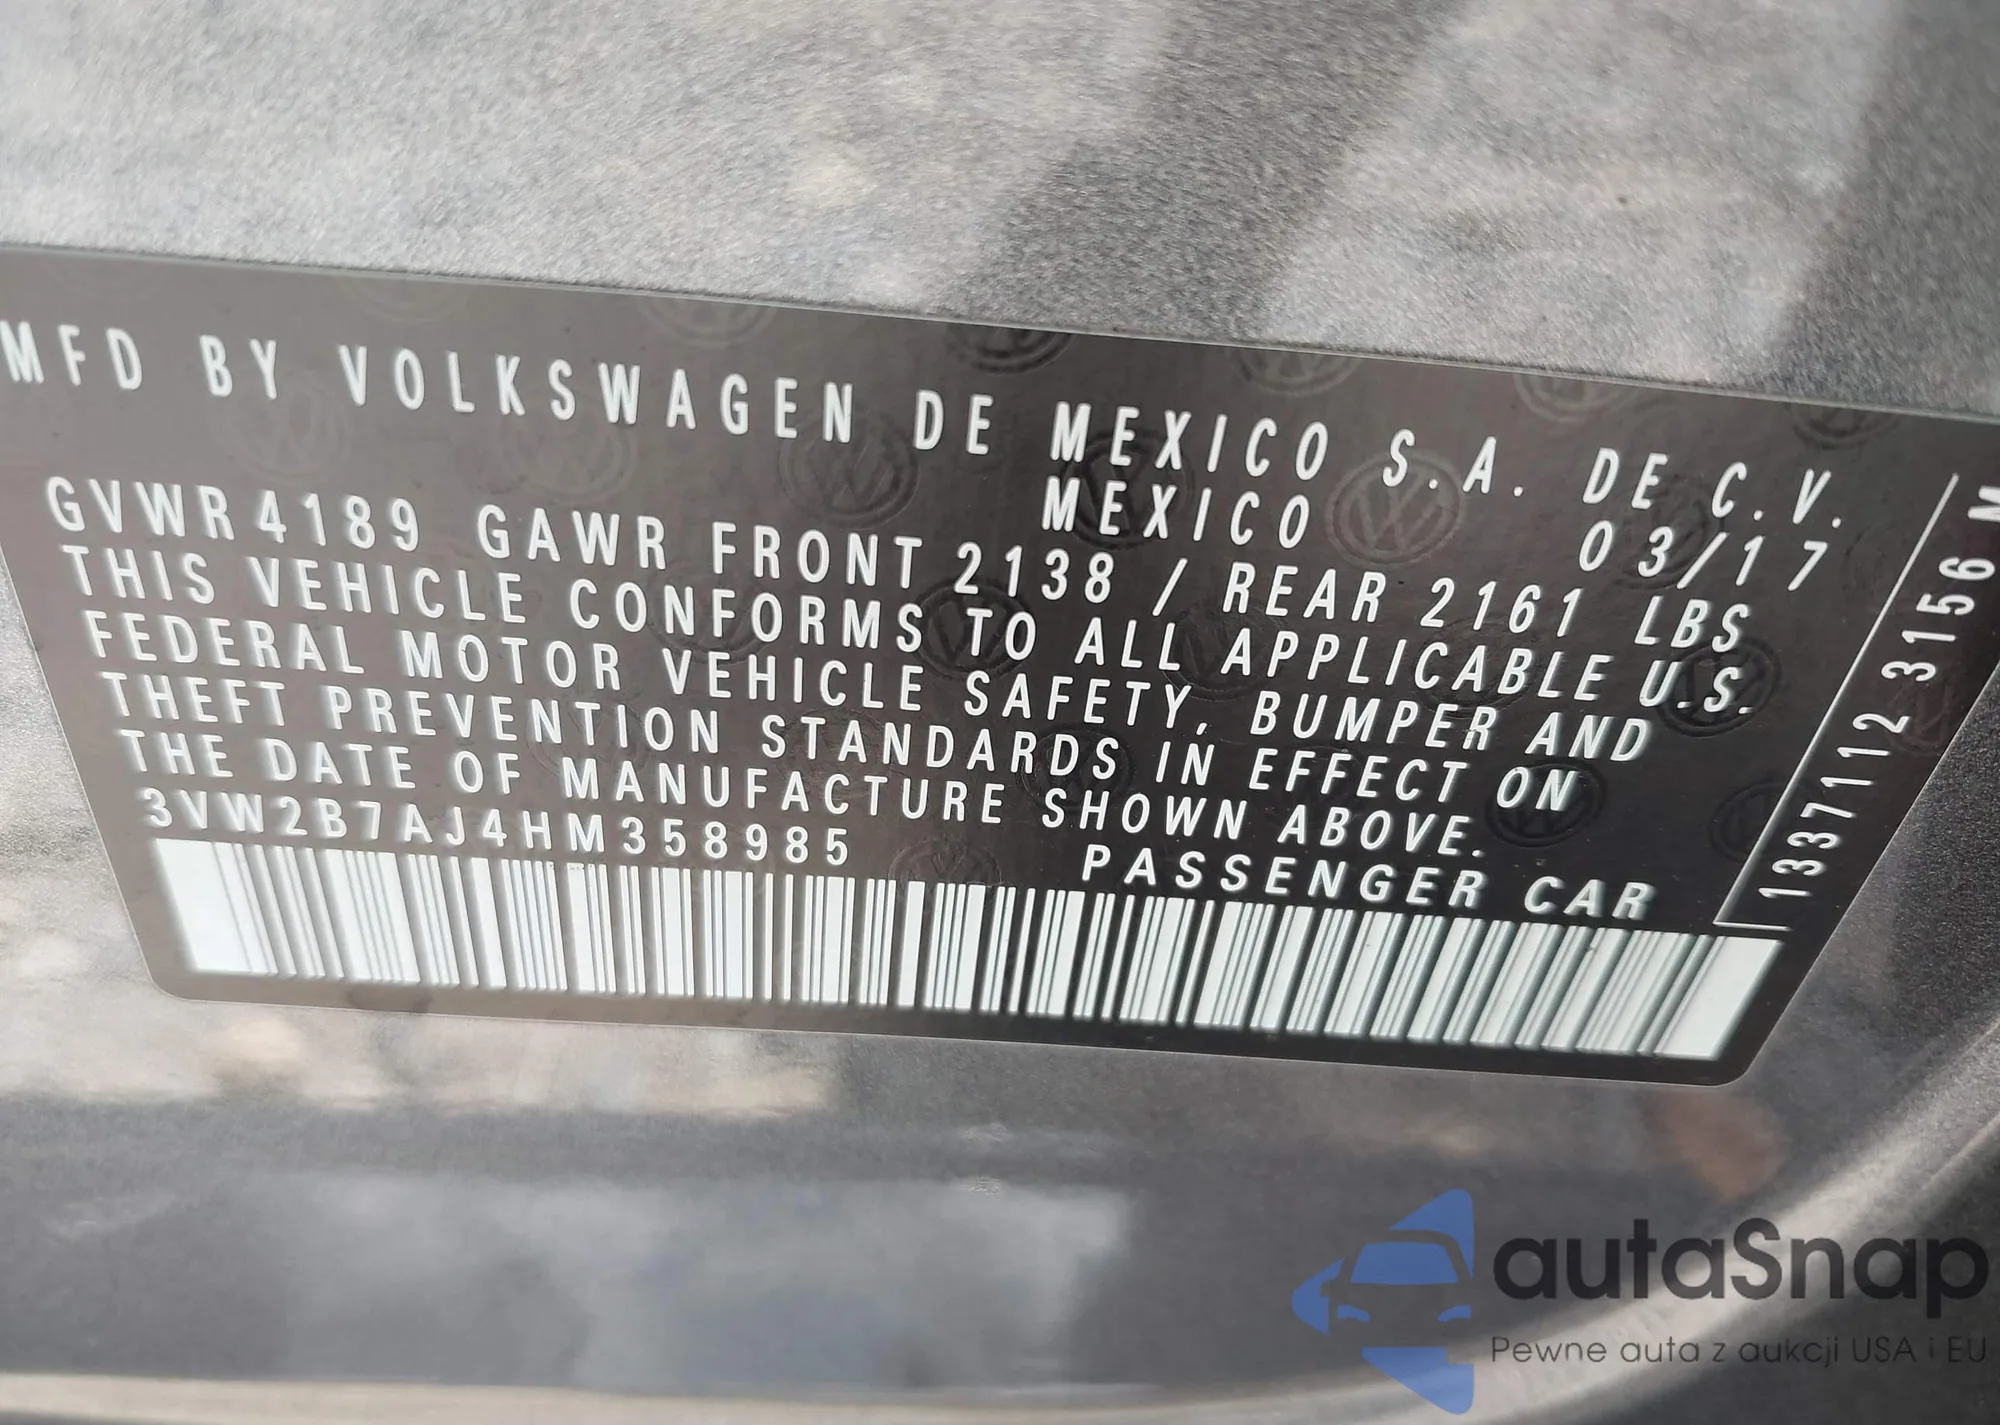 MFD BY VOLKSWAGEN DE MEXICO S.A. DE C.V.
MEXICO 03/17
GVWR 4189 GAWR FRONT 2138 / REAR 2161 LBS
THIS VEHICLE CONFORMS TO ALL APPLICABLE U.S.
FEDERAL MOTOR VEHICLE SAFETY, BUMPER AND
THEFT PREVENTION STANDARDS IN EFFECT ON
THE DATE OF MANUFACTURE SHOWN ABOVE.
3VW2B7AJ4HM358985 PASSENGER CAR
1337112 3156 M
autaSnap
Pewne auta z aukcji USA i EU